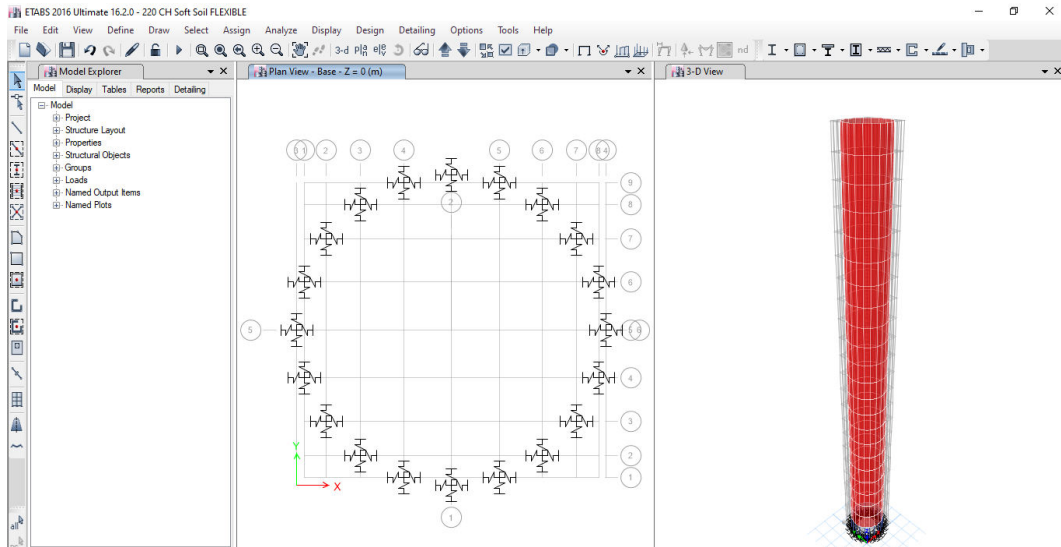 ETABS 2016 Ultimate 16.2.0 - 220 CH Soft Soil FLEXIBLE
File Edit View Define Draw Select Assign Analyze Display Design Detailing Options Tools Help
3-d
nd
Model Explorer
Plan View - Base - Z = 0 (m)
3-D View
Model Display Tables Reports Detailing
Model
Project
Structure Layout
Properties
Structural Objects
Groups
Loads
Named Output Items
Named Plots
2 3 4 5 6 7
9
2
8
7
6
5
4
3
2
1
Y
X
1
all